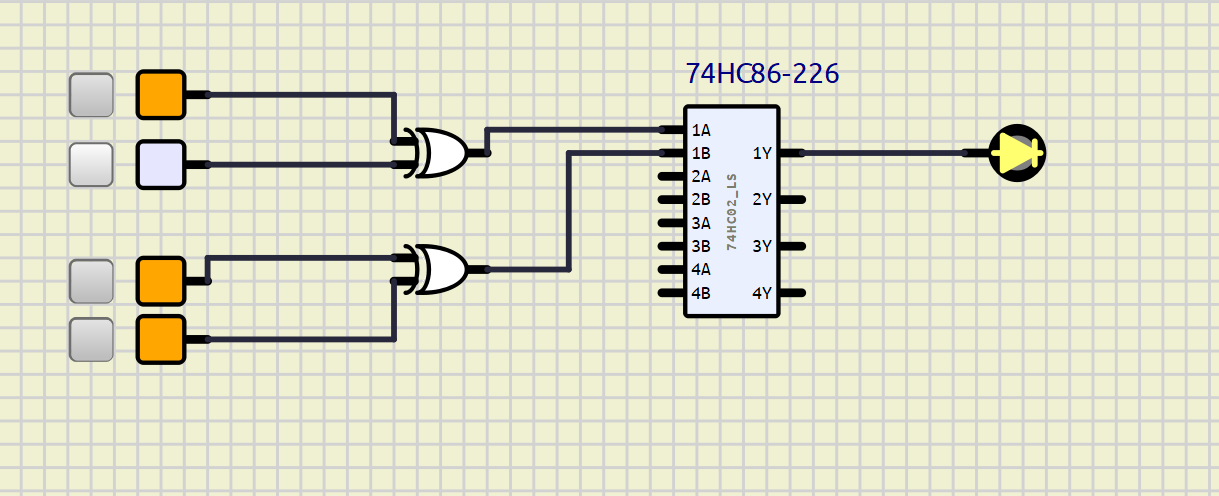 74HC86-226
1A
1B 1Y
2A
2B 2Y
3A
3B 3Y
4A
4B 4Y
74HC02_LS